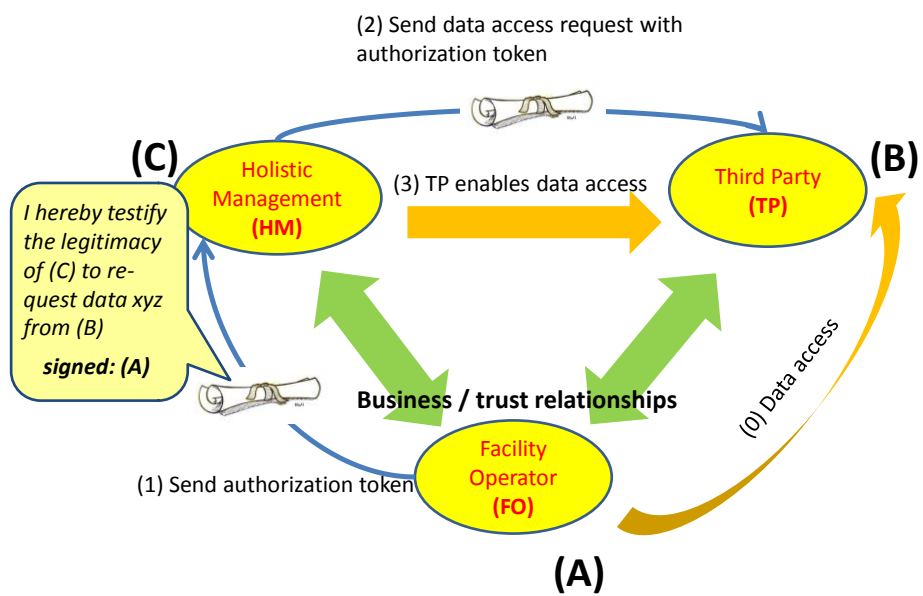 (2) Send data access request with
authorization token
(C)
(B)
Holistic
Management
(HM)
Third Party
(TP)
(3) TP enables data access
I hereby testify
the legitimacy
of (C) to re-
quest data xyz
from (B)
signed: (A)
Business / trust relationships
(0) Data access
Facility
Operator
(FO)
(1) Send authorization token
(A)